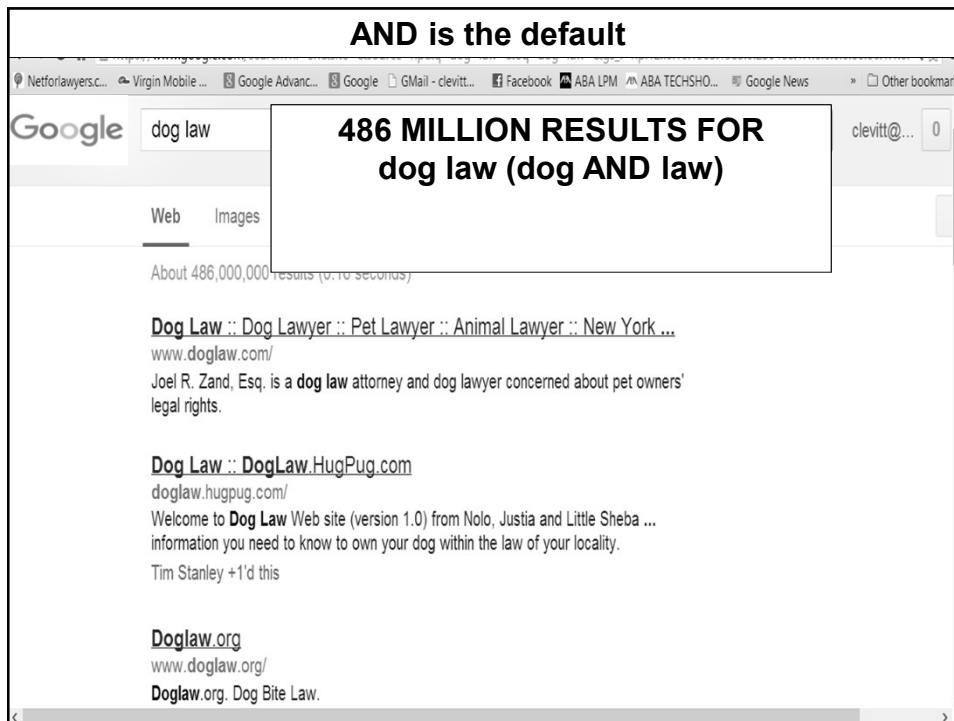 AND is the default
Netforlawyers.c... Virgin Mobile ... Google Advanc... Google GMail - clevitt... Facebook ABA LPM ABA TECHSHO... Google News » Other bookmar
Google dog law 486 MILLION RESULTS FOR clevitt@... 0
dog law (dog AND law)
Web Images
About 486,000,000 results (0.16 seconds)
Dog Law :: Dog Lawyer :: Pet Lawyer :: Animal Lawyer :: New York ...
www.doglaw.com/
Joel R. Zand, Esq. is a dog law attorney and dog lawyer concerned about pet owners'
legal rights.
Dog Law :: DogLaw.HugPug.com
doglaw.hugpug.com/
Welcome to Dog Law Web site (version 1.0) from Nolo, Justia and Little Sheba ...
information you need to know to own your dog within the law of your locality.
Tim Stanley +1'd this
Doglaw.org
www.doglaw.org/
Doglaw.org. Dog Bite Law.